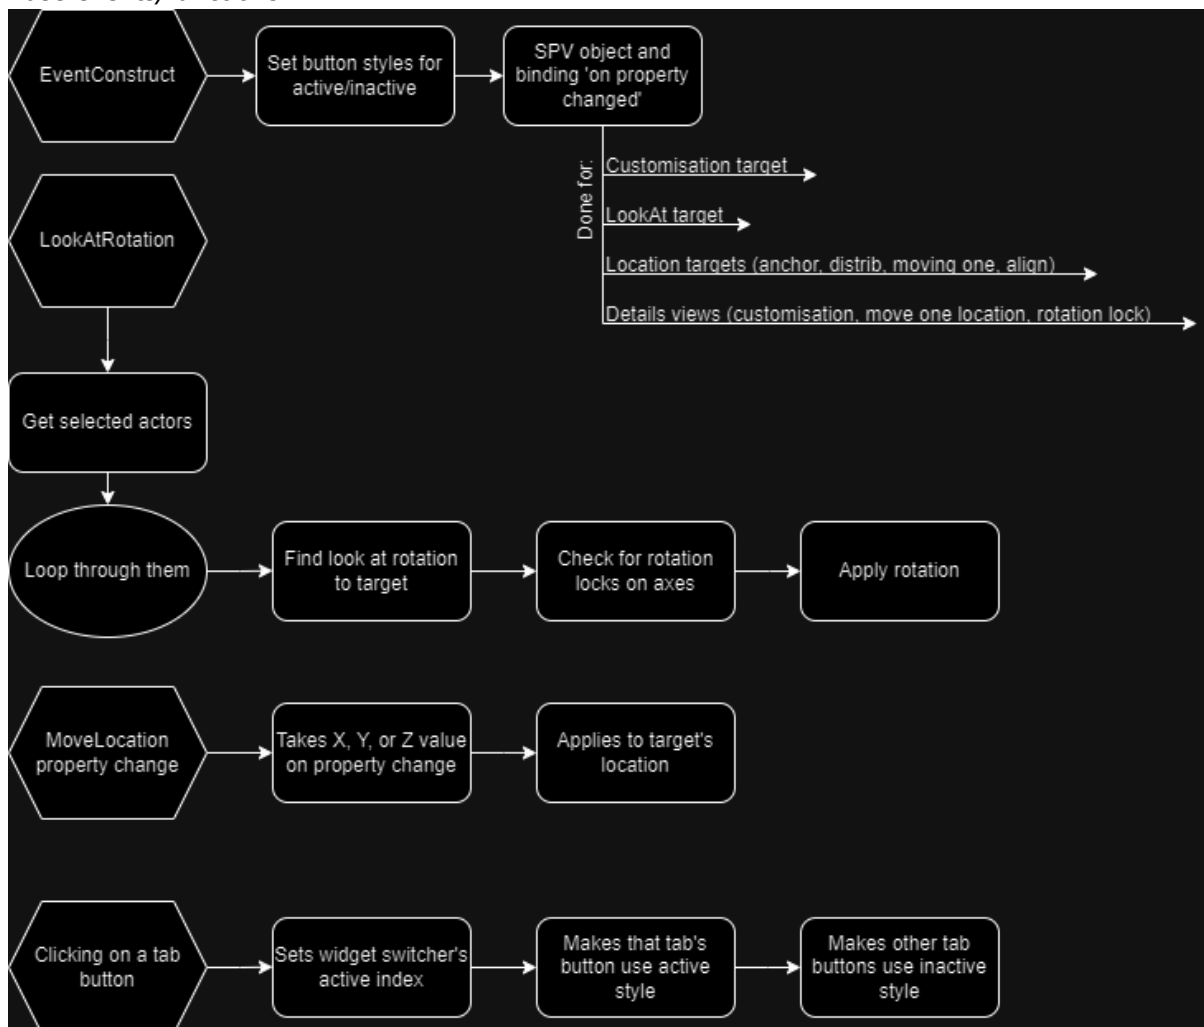 EventConstruct
Set button styles for
active/inactive
SPV object and
binding 'on property
changed'
Done for:
Customisation target
LookAt target
Location targets (anchor, distrib, moving one, align)
Details views (customisation, move one location, rotation lock)
LookAtRotation
Get selected actors
Loop through them
Find look at rotation
to target
Check for rotation
locks on axes
Apply rotation
MoveLocation
property change
Takes X, Y, or Z value
on property change
Applies to target's
location
Clicking on a tab
button
Sets widget switcher's
active index
Makes that tab's
button use active
style
Makes other tab
buttons use inactive
style